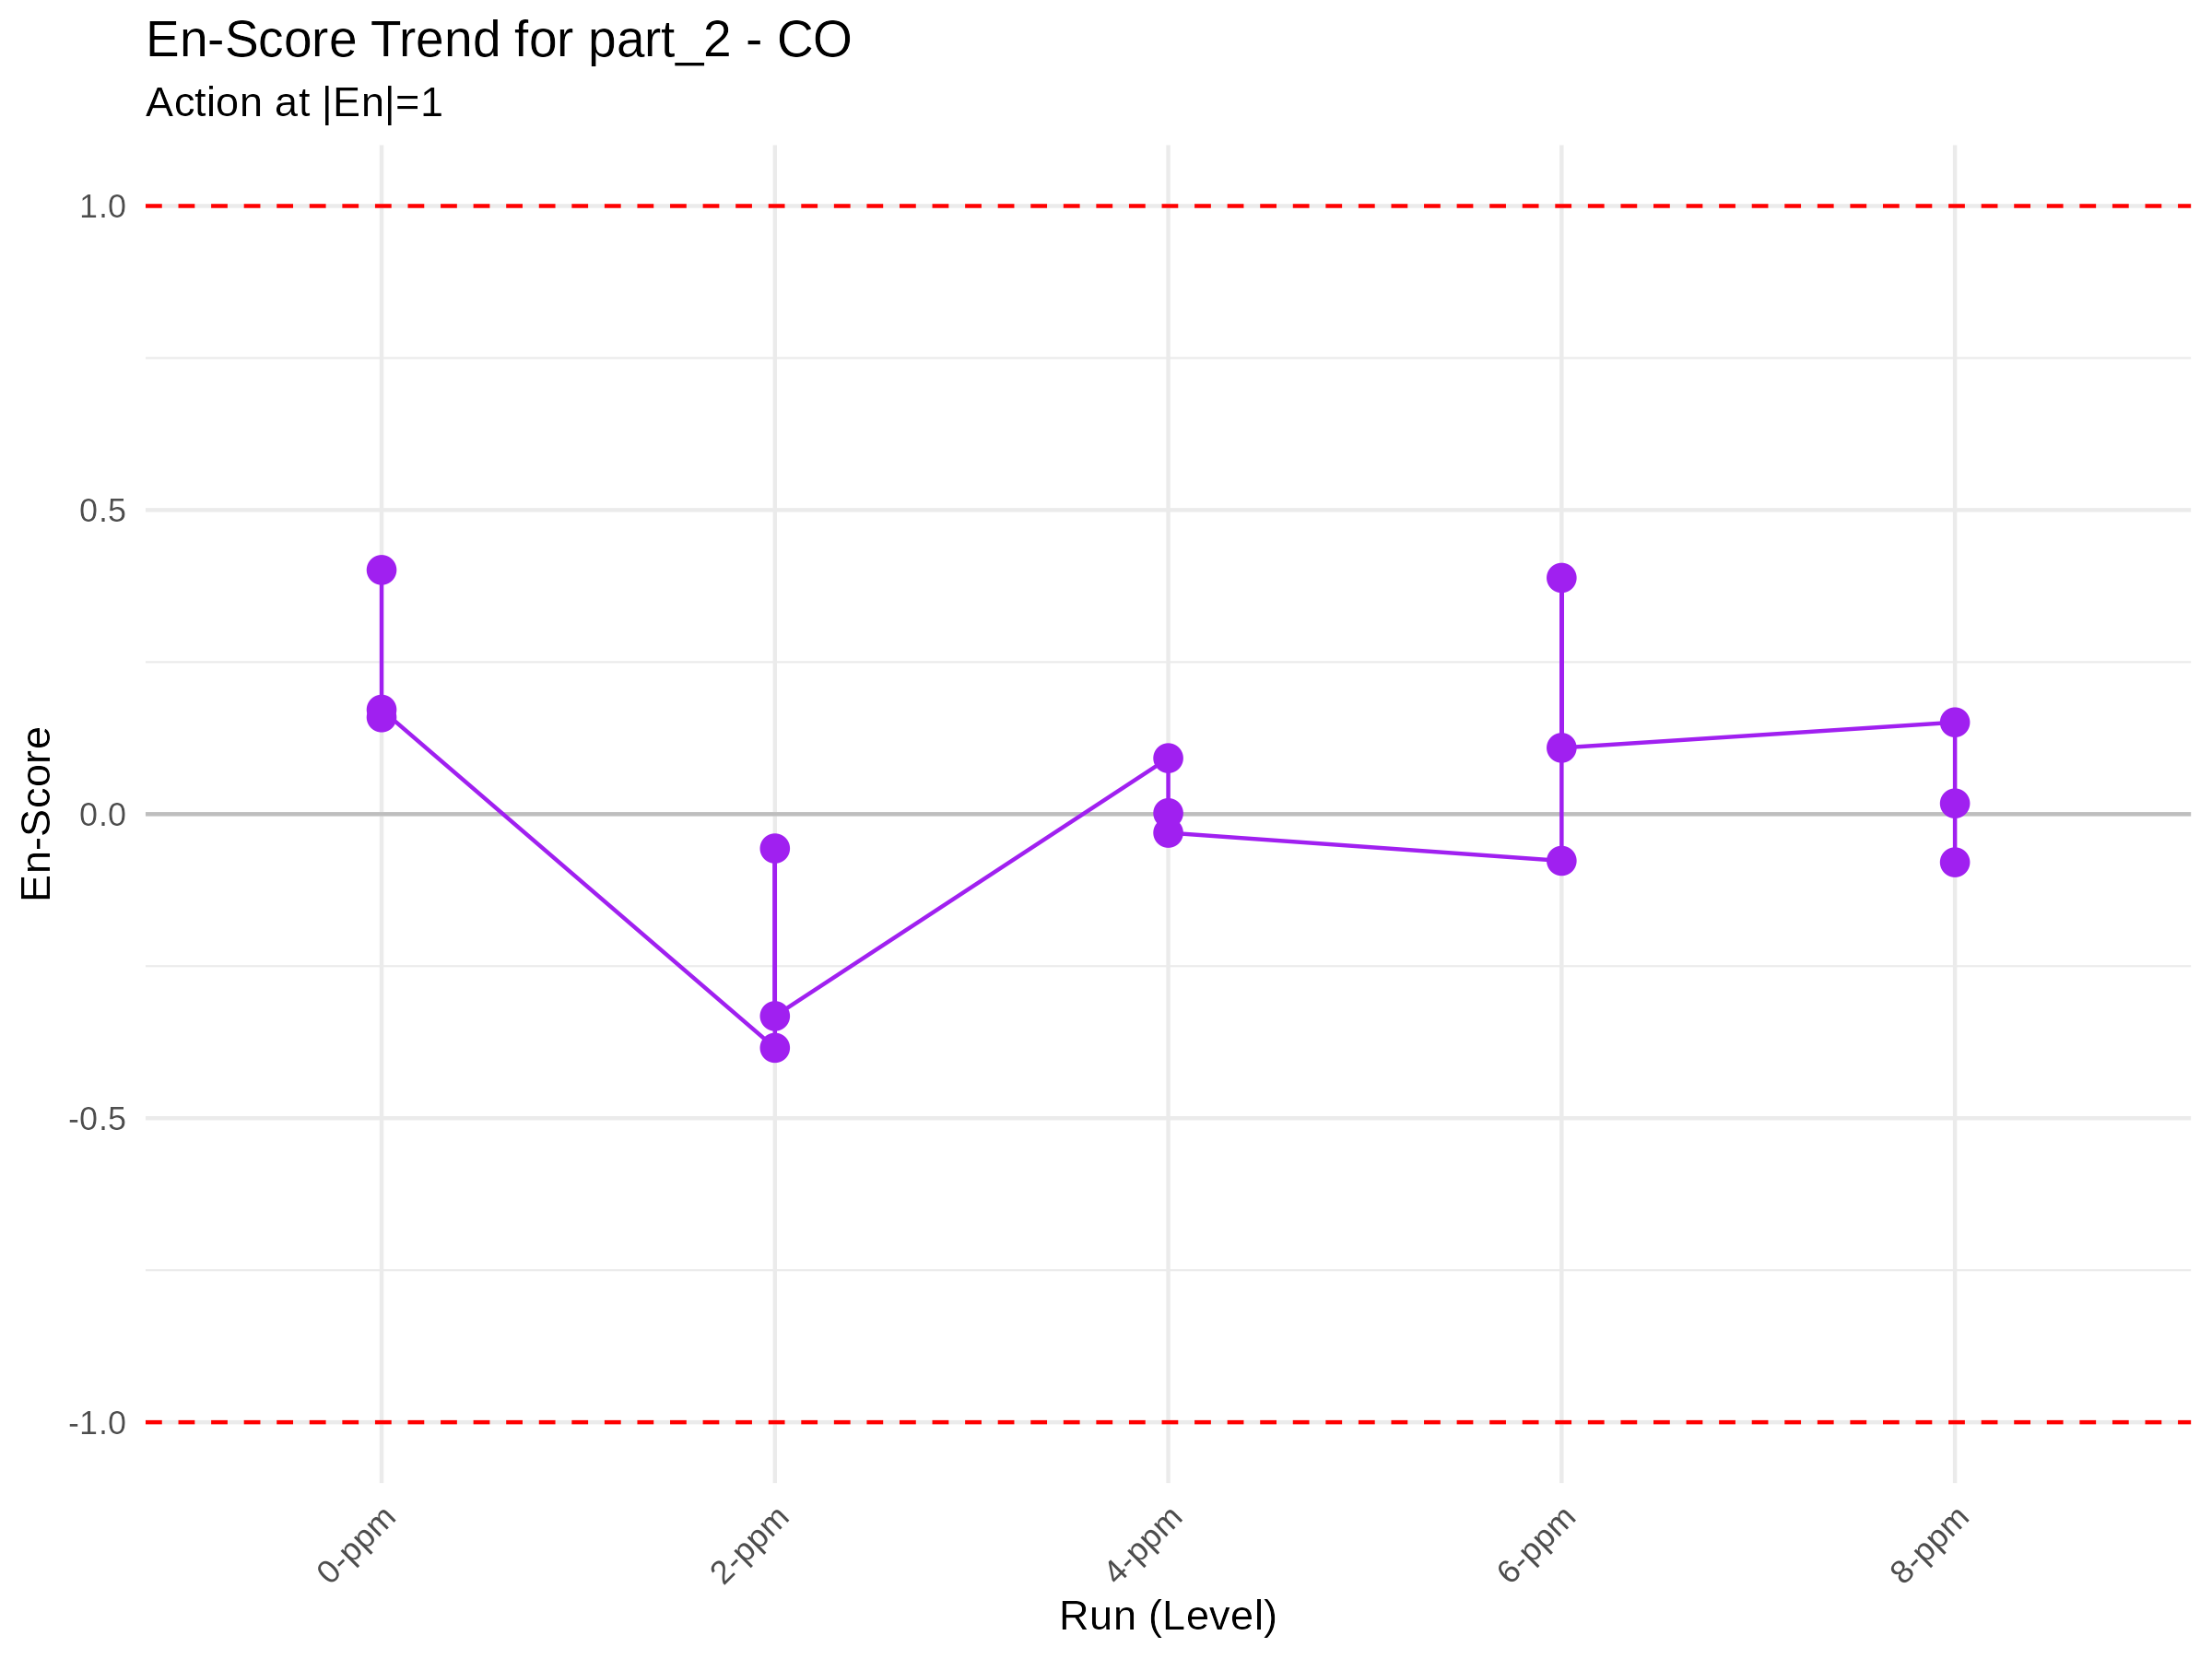 En-Score Trend for part_2 - CO
Action at |En|=1
En-Score
1.0
0.5
0.0
-0.5
-1.0
0-ppm
2-ppm
4-ppm
6-ppm
8-ppm
Run (Level)